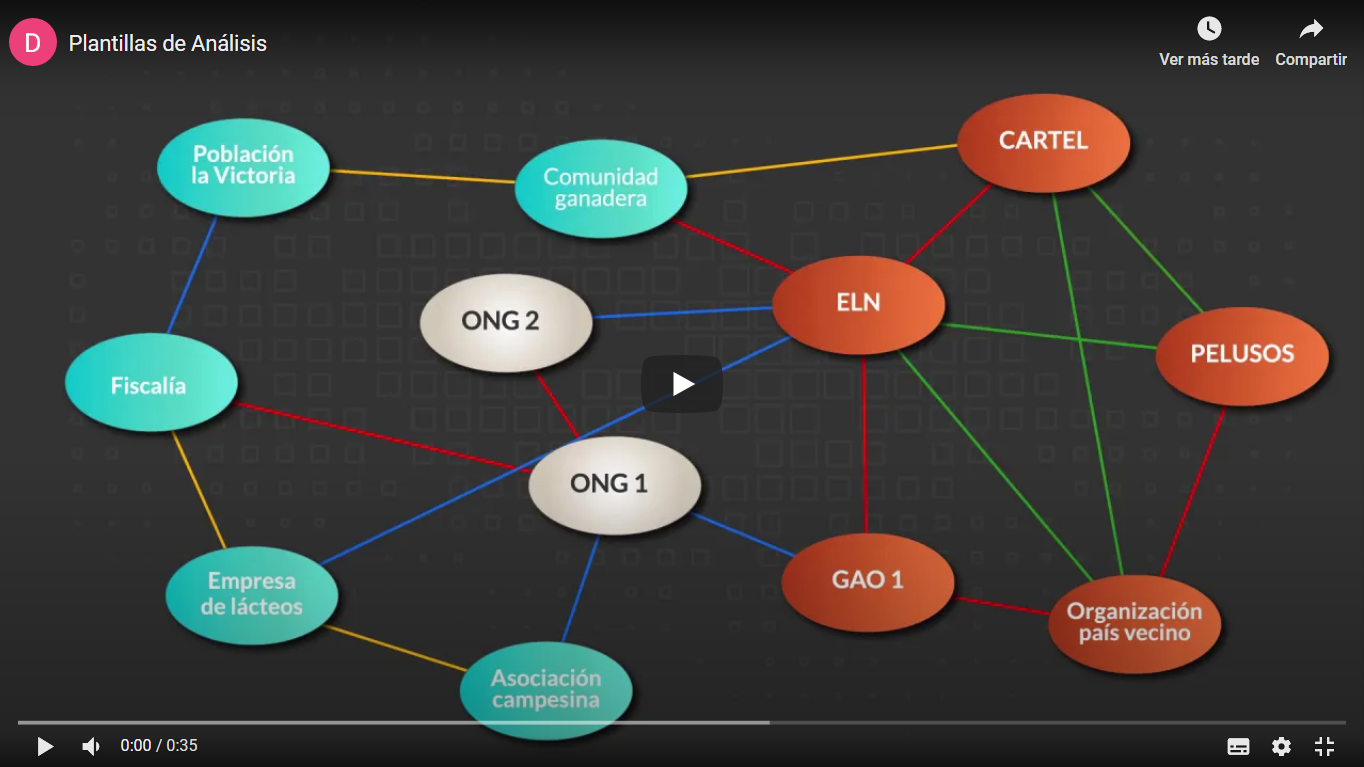 D
Plantillas de Análisis
Ver más tarde
Compartir
CARTEL
Población
la Victoria
Comunidad
ganadera
ELN
ONG 2
PELUSOS
Fiscalía
ONG 1
GAO 1
Empresa
de lácteos
Organización
país vecino
Asociación
campesina
0:00 / 0:35